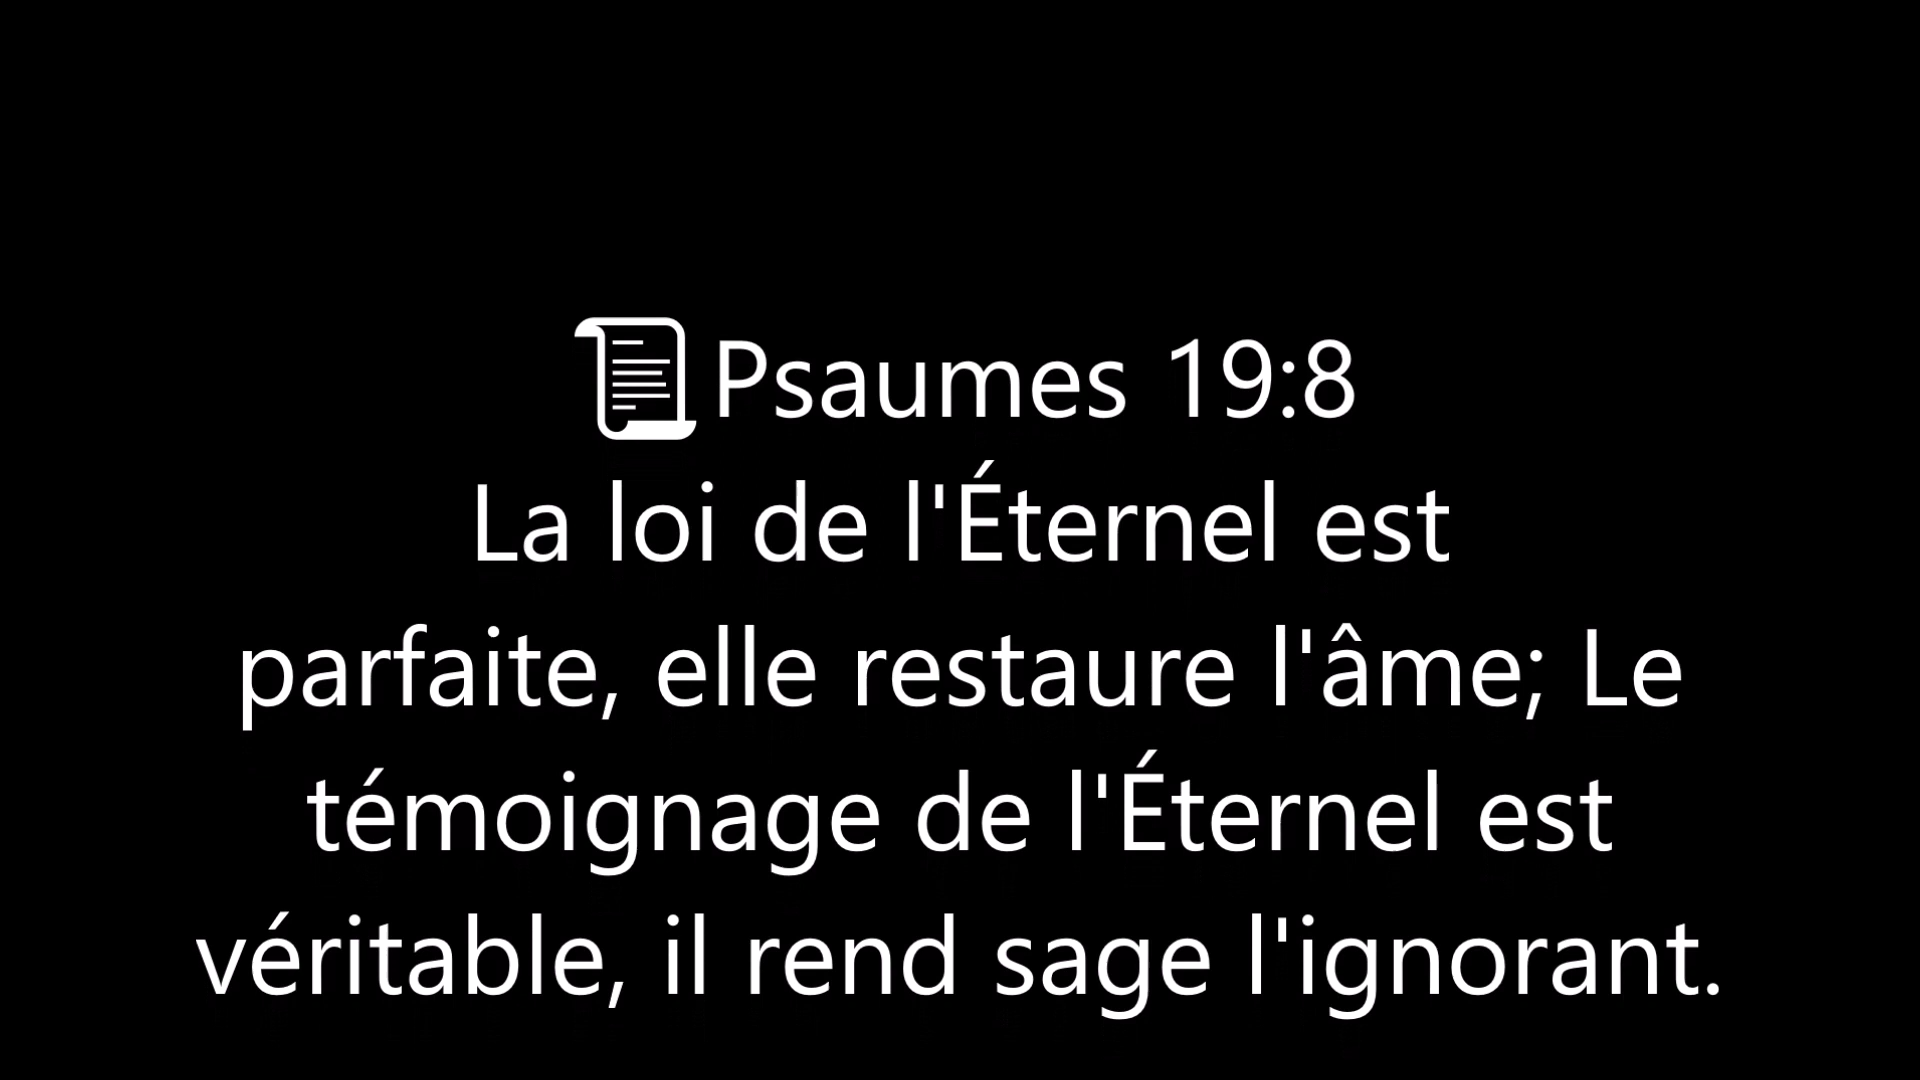 📜Psaumes 19:8
La loi de l'Éternel est
parfaite, elle restaure l'âme; Le
témoignage de l'Éternel est
véritable, il rend sage l'ignorant.